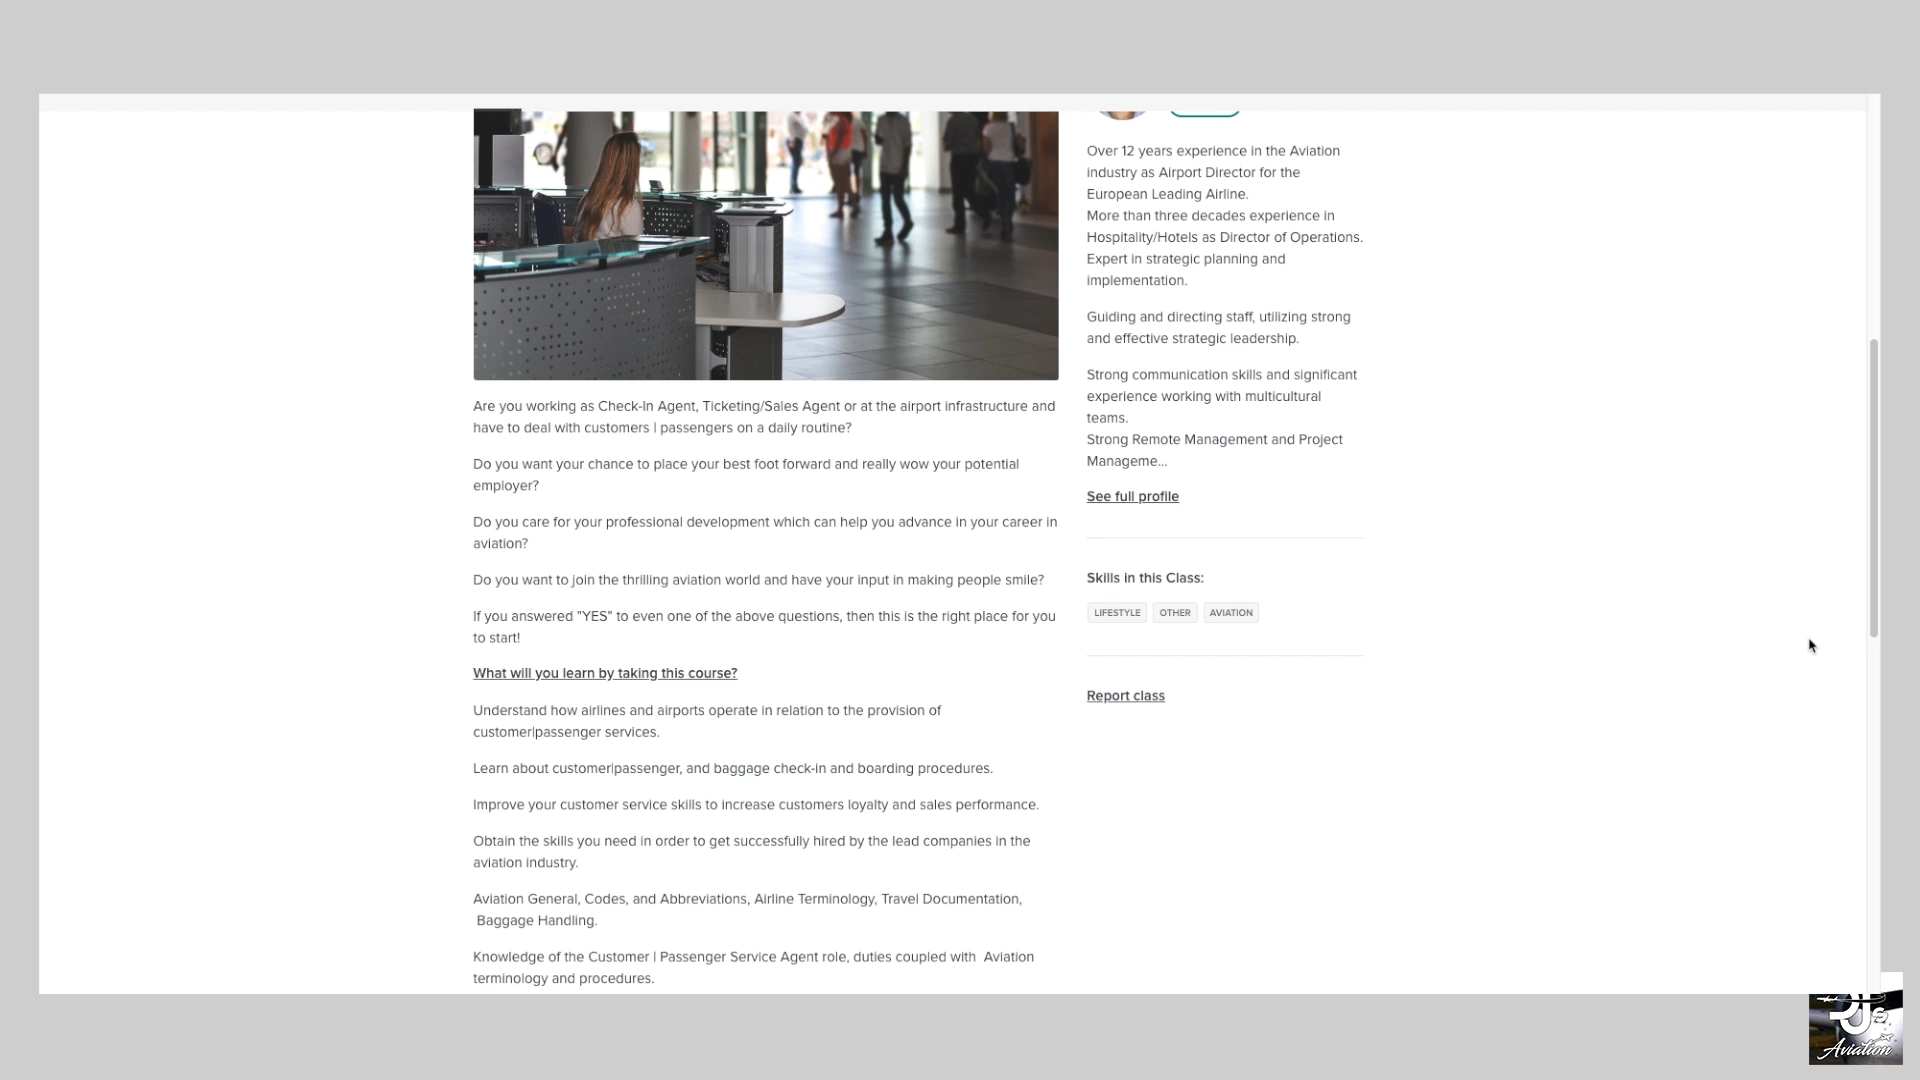 Are you working as Check-In Agent, Ticketing/Sales Agent or at the airport infrastructure and
have to deal with customers | passengers on a daily routine?
Do you want your chance to place your best foot forward and really wow your potential
employer?
Do you care for your professional development which can help you advance in your career in
aviation?
Do you want to join the thrilling aviation world and have your input in making people smile?
If you answered "YES" to even one of the above questions, then this is the right place for you
to start!
What will you learn by taking this course?
Understand how airlines and airports operate in relation to the provision of
customer|passenger services.
Learn about customer|passenger, and baggage check-in and boarding procedures.
Improve your customer service skills to increase customers loyalty and sales performance.
Obtain the skills you need in order to get successfully hired by the lead companies in the
aviation industry.
Aviation General, Codes, and Abbreviations, Airline Terminology, Travel Documentation,
Baggage Handling.
Knowledge of the Customer | Passenger Service Agent role, duties coupled with  Aviation
terminology and procedures.
Over 12 years experience in the Aviation
industry as Airport Director for the
European Leading Airline.
More than three decades experience in
Hospitality/Hotels as Director of Operations.
Expert in strategic planning and
implementation.
Guiding and directing staff, utilizing strong
and effective strategic leadership.
Strong communication skills and significant
experience working with multicultural
teams.
Strong Remote Management and Project
Manageme...
See full profile
Skills in this Class:
LIFESTYLE OTHER AVIATION
Report class
Aviation